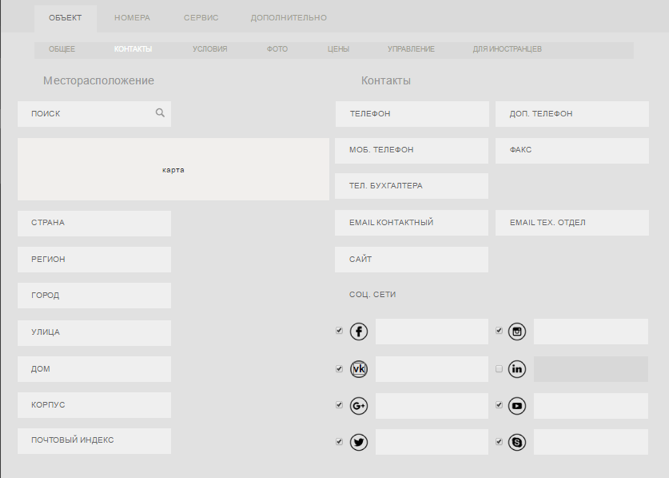 ОБЪЕКТ НОМЕРА СЕРВИС ДОПОЛНИТЕЛЬНО
ОБЩЕЕ КОНТАКТЫ УСЛОВИЯ ФОТО ЦЕНЫ УПРАВЛЕНИЕ ДЛЯ ИНОСТРАНЦЕВ
Месторасположение
ПОИСК
карта
СТРАНА
РЕГИОН
ГОРОД
УЛИЦА
ДОМ
КОРПУС
ПОЧТОВЫЙ ИНДЕКС
Контакты
ТЕЛЕФОН ДОП. ТЕЛЕФОН
МОБ. ТЕЛЕФОН ФАКС
ТЕЛ. БУХГАЛТЕРА
EMAIL КОНТАКТНЫЙ EMAIL ТЕХ. ОТДЕЛ
САЙТ
СОЦ. СЕТИ
f
vk in
G+
S